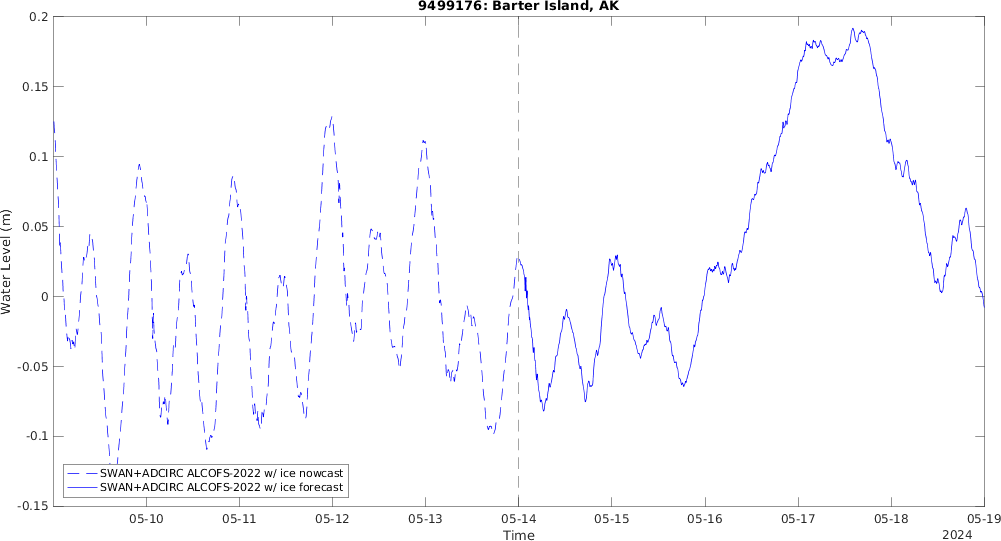 9499176: Barter Island, AK
Water Level (m)
0.2
0.15
0.1
0.05
0
-0.05
-0.1
-0.15
SWAN+ADCIRC ALCOFS-2022 w/ ice nowcast
SWAN+ADCIRC ALCOFS-2022 w/ ice forecast
05-10 05-11 05-12 05-13 05-14 05-15 05-16 05-17 05-18 05-19
Time
2024